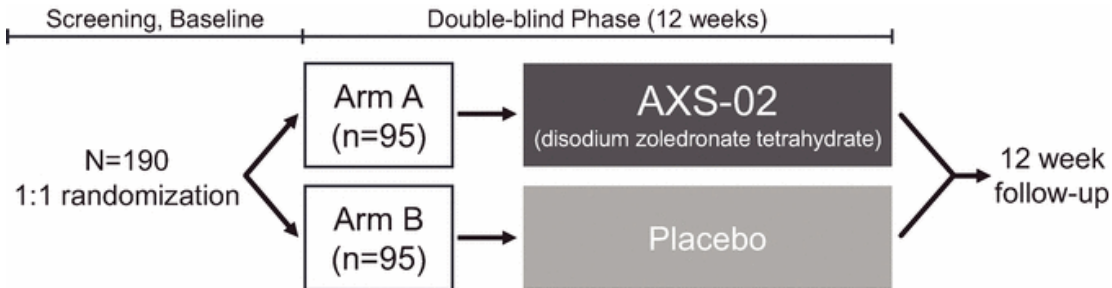 Screening, Baseline
Double-blind Phase (12 weeks)
N=190
1:1 randomization
Arm A
(n=95)
AXS-02
(disodium zoledronate tetrahydrate)
Arm B
(n=95)
Placebo
12 week
follow-up